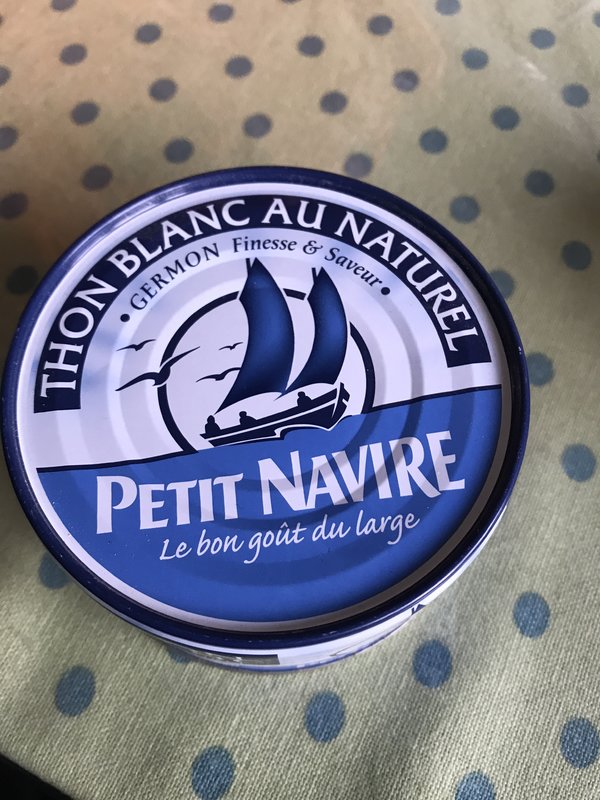 THON BLANC AU NATUREL
• GERMON Finesse & Saveur •
PETIT NAVIRE
Le bon goût du large